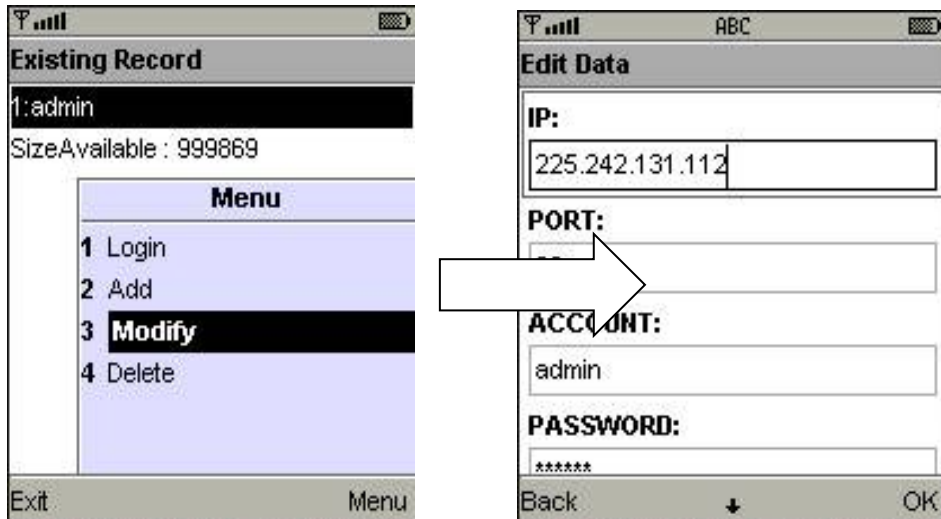 Existing Record
1:admin
SizeAvailable : 999869
Menu
1 Login
2 Add
3 Modify
4 Delete
Exit
Menu
ABC
Edit Data
IP:
225.242.131.112
PORT:
ACCOUNT:
admin
PASSWORD:
******
Back
OK